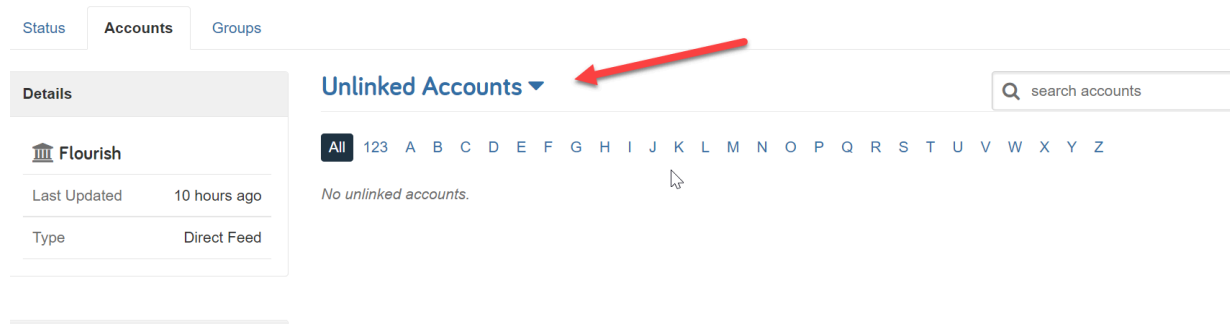 Status Accounts Groups
Details
Flourish
Last Updated 10 hours ago
Type Direct Feed
Unlinked Accounts
search accounts
All 123 A B C D E F G H I J K L M N O P Q R S T U V W X Y Z
No unlinked accounts.